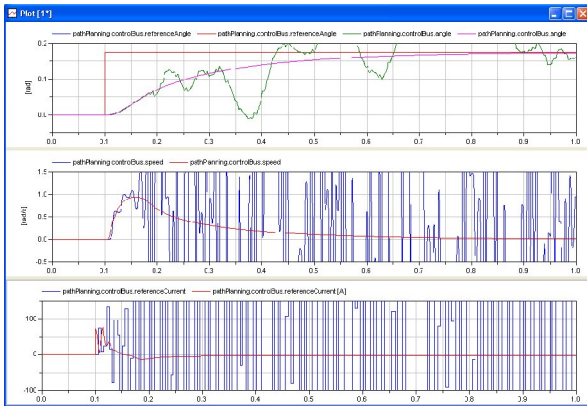 Plot [1*]
pathPlanning.controlBus.referenceAngle pathPlanning.controlBus.referenceAngle pathPlanning.controlBus.angle pathPlanning.controlBus.angle
0.2
0.1
0.0
[rad]
0.0 0.1 0.2 0.3 0.4 0.5 0.6 0.7 0.8 0.9 1.0
pathPlanning.controlBus.speed pathPlanning.controlBus.speed
1.5
1.0
0.5
0.0
-0.5
[rad/s]
0.0 0.1 0.2 0.3 0.4 0.5 0.6 0.7 0.8 0.9 1.0
pathPlanning.controlBus.referenceCurrent pathPlanning.controlBus.referenceCurrent [A]
100
0
-100
0.0 0.1 0.2 0.3 0.4 0.5 0.6 0.7 0.8 0.9 1.0